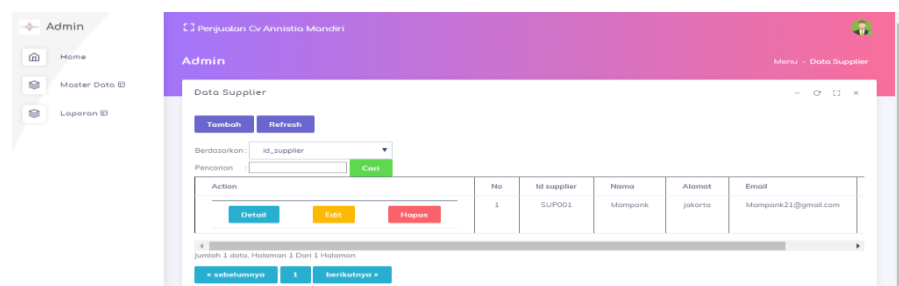 Admin
Home
Master Data
Laporan
Penjualan Cv Annistia Mandiri
Admin
Menu - Data Supplier
Data Supplier
Tambah Refresh
Berdasarkan : id_supplier
Pencarian : Cari
Action No Id supplier Nama Alamat Email
Detail Edit Hapus 1 SUP001 Mampank jakarta Mampank21@gmail.com
Jumlah 1 data, Halaman 1 Dari 1 Halaman
« sebelumnya 1 berikutnya »